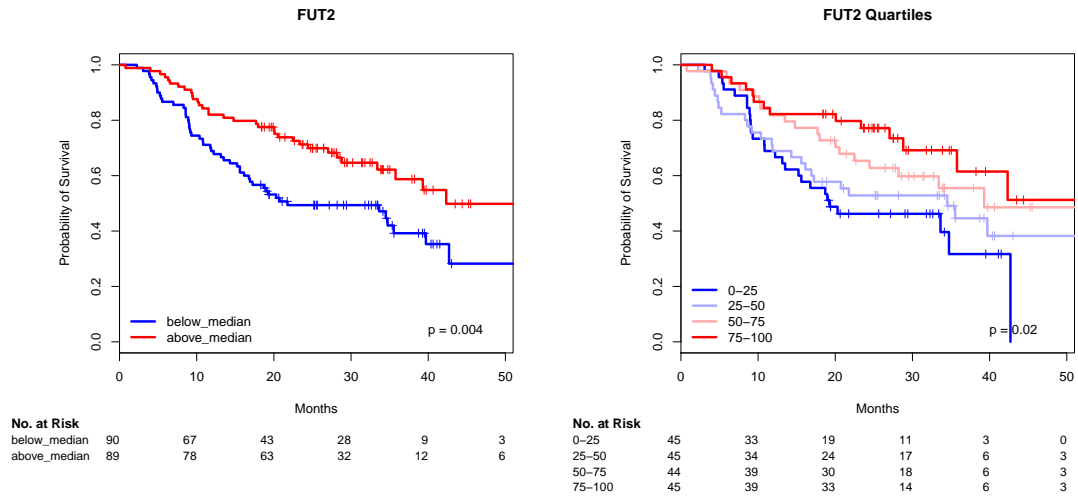 FUT2
1.0
0.8
0.6
0.4
0.2
0.0
Probability of Survival
below_median
above_median
p = 0.004
0 10 20 30 40 50
Months
No. at Risk
below_median 90 67 43 28 9 3
above_median 89 78 63 32 12 6
FUT2 Quartiles
1.0
0.8
0.6
0.4
0.2
0.0
Probability of Survival
0−25
25−50
50−75
75−100
p = 0.02
0 10 20 30 40 50
Months
No. at Risk
0−25 45 33 19 11 3 0
25−50 45 34 24 17 6 3
50−75 44 39 30 18 6 3
75−100 45 39 33 14 6 3